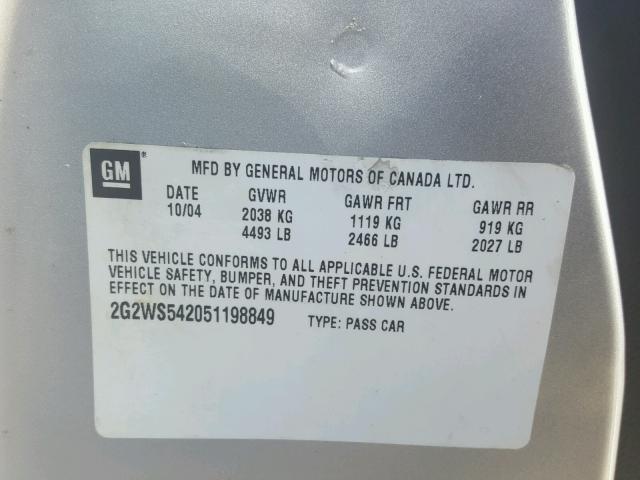 GM®
MFD BY GENERAL MOTORS OF CANADA LTD.
DATE GVWR GAWR FRT GAWR RR
10/04 2038 KG 1119 KG 919 KG
4493 LB 2466 LB 2027 LB
THIS VEHICLE CONFORMS TO ALL APPLICABLE U.S. FEDERAL MOTOR
VEHICLE SAFETY, BUMPER, AND THEFT PREVENTION STANDARDS IN
EFFECT ON THE DATE OF MANUFACTURE SHOWN ABOVE.
2G2WS542051198849 TYPE: PASS CAR